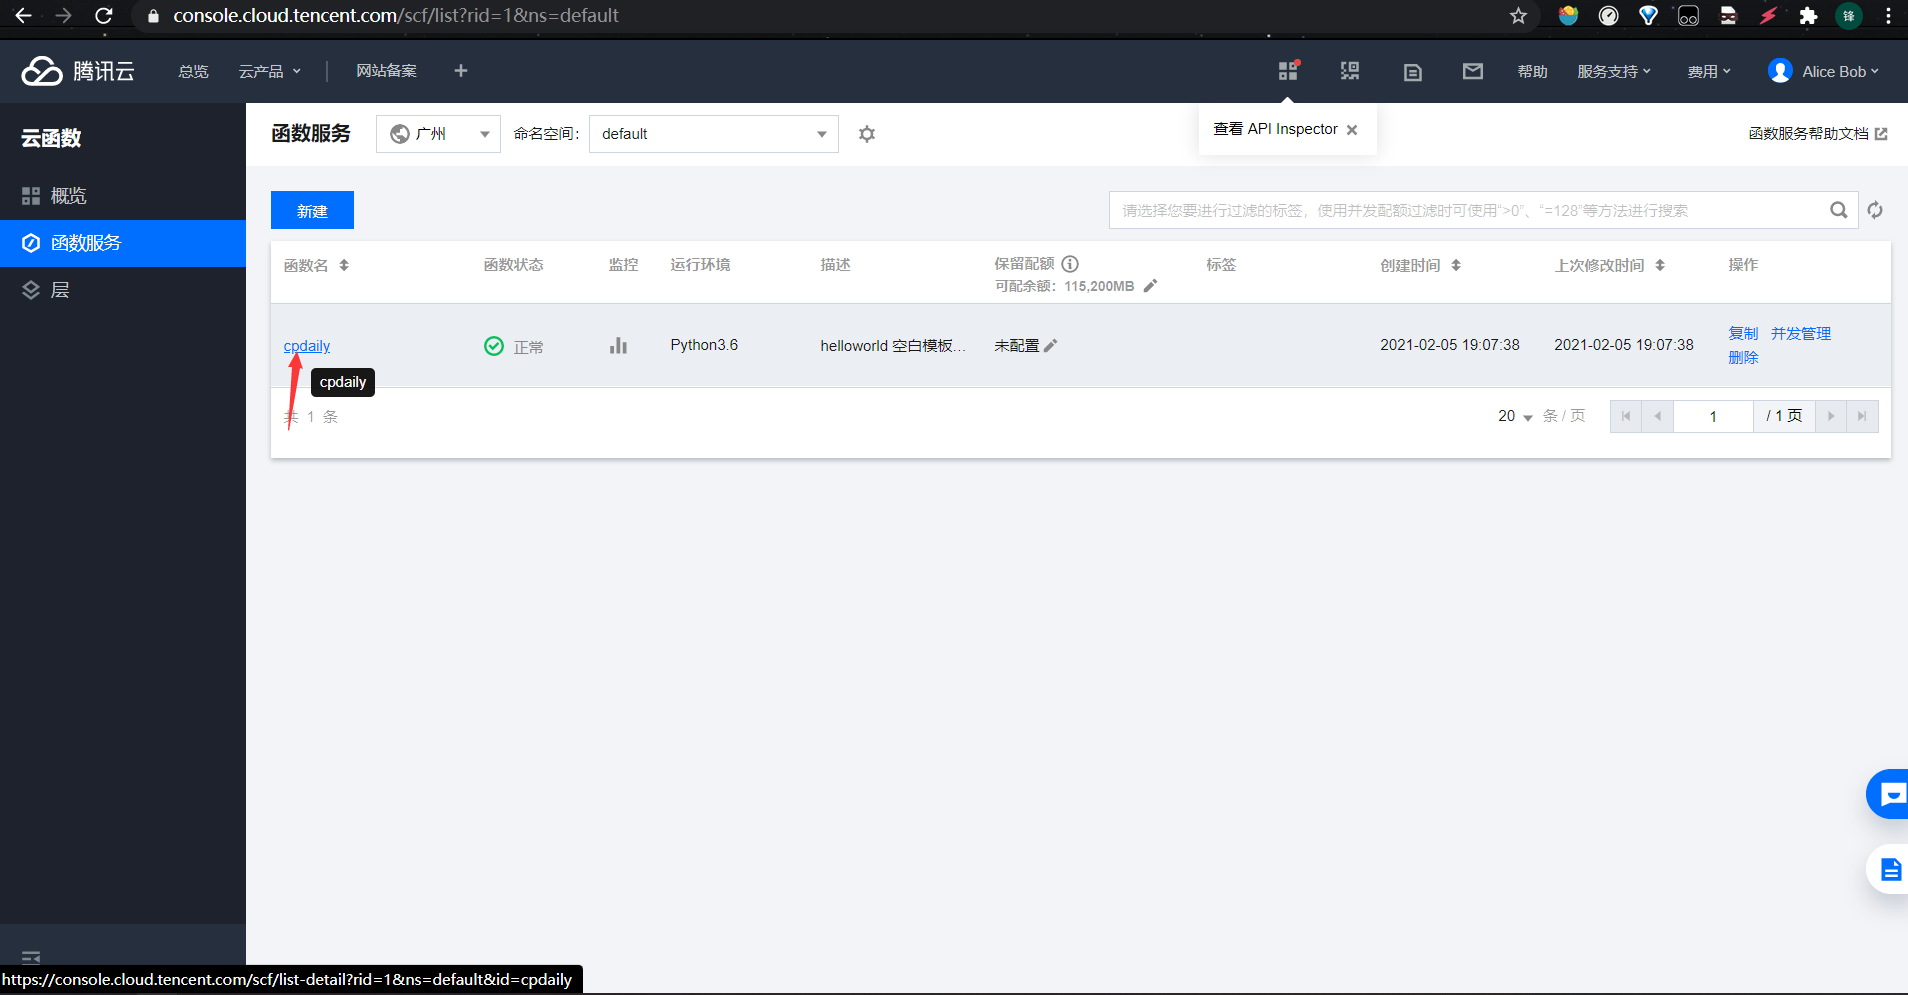 console.cloud.tencent.com/scf/list?rid=1&ns=default
锋
腾讯云
总览
云产品
网站备案
帮助
服务支持
费用
Alice Bob
云函数
概览
函数服务
层
函数服务
广州
命名空间：
default
查看 API Inspector
函数服务帮助文档
新建
请选择您要进行过滤的标签，使用并发配额过滤时可使用“>0”、“=128”等方法进行搜索
函数名
函数状态
监控
运行环境
描述
保留配额
可配余额：115,200MB
标签
创建时间
上次修改时间
操作
cpdaily
正常
Python3.6
helloworld 空白模板...
未配置
2021-02-05 19:07:38
2021-02-05 19:07:38
复制 并发管理
删除
cpdaily
共 1 条
20 条 / 页
1
/ 1 页
https://console.cloud.tencent.com/scf/list-detail?rid=1&ns=default&id=cpdaily